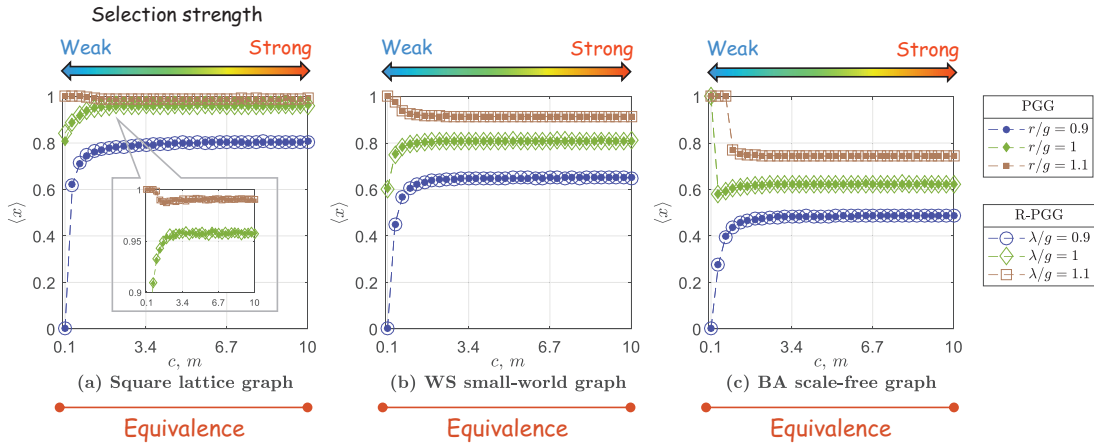 Selection strength
Weak Strong
Weak Strong
Weak Strong
1
0.8
0.6
0.4
0.2
0
⟨x⟩
1
0.95
0.9
0.1 3.4 6.7 10
0.1 3.4 6.7 10
c, m
(a) Square lattice graph
Equivalence
1
0.8
0.6
0.4
0.2
0
⟨x⟩
0.1 3.4 6.7 10
c, m
(b) WS small-world graph
Equivalence
1
0.8
0.6
0.4
0.2
0
⟨x⟩
0.1 3.4 6.7 10
c, m
(c) BA scale-free graph
Equivalence
PGG
r/g = 0.9
r/g = 1
r/g = 1.1
R-PGG
λ/g = 0.9
λ/g = 1
λ/g = 1.1